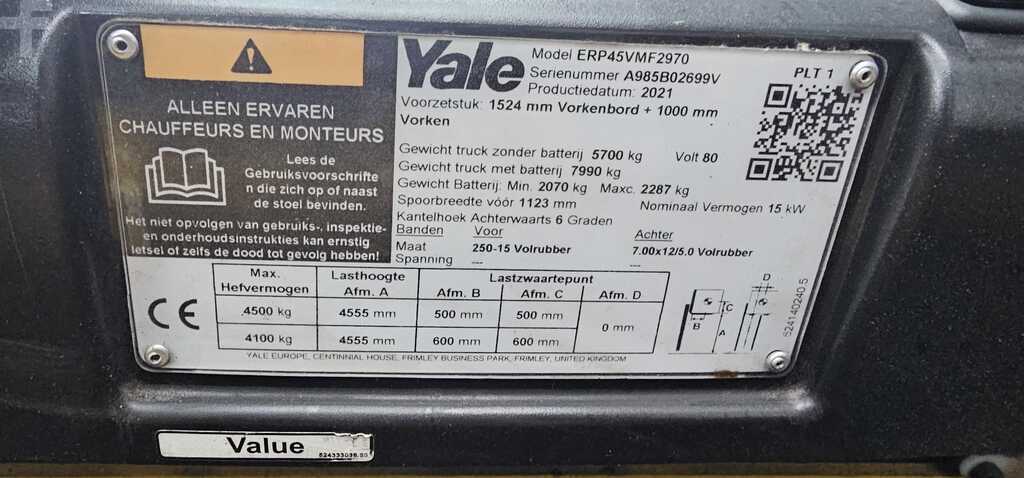 ALLEEN ERVAREN
CHAUFFEURS EN MONTEURS
Lees de
Gebruiksvoorschrifte
n die zich op of naast
de stoel bevinden.
Het niet opvolgen van gebruiks-, inspektie-
en onderhoudsinstrukties kan ernstig
letsel of zelfs de dood tot gevolg hebben!
Yale
Model ERP45VMF2970
Serienummer A985B02699V
Productiedatum: 2021
PLT 1
Voorzetstuk: 1524 mm Vorkenbord + 1000 mm
Vorken
Gewicht truck zonder batterij 5700 kg Volt 80
Gewicht truck met batterij 7990 kg
Gewicht Batterij: Min. 2070 kg Maxc. 2287 kg
Spoorbreedte vóór 1123 mm Nominaal Vermogen 15 kW
Kantelhoek Achterwaarts 6 Graden
Banden Voor Achter
Maat 250-15 Volrubber 7.00x12/5.0 Volrubber
Spanning --- ---
Max. Hefvermogen Lasthoogte Lastzwaartepunt
Afm. A Afm. B Afm. C Afm. D
4500 kg 4555 mm 500 mm 500 mm 0 mm
4100 kg 4555 mm 600 mm 600 mm
CE
D
C
B
A
524140240.5
YALE EUROPE, CENTINNIAL HOUSE, FRIMLEY BUSINESS PARK, FRIMLEY, UNITED KINGDOM
Value